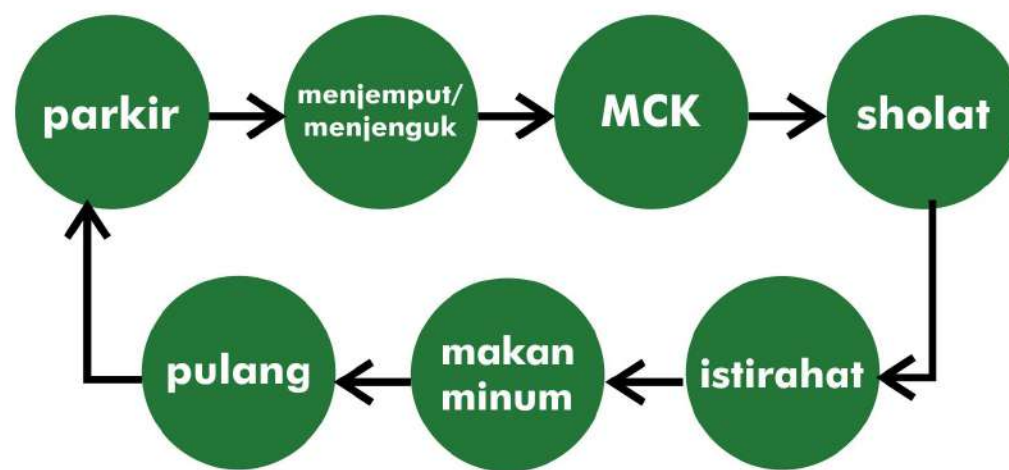 parkir
menjemput/
menjenguk
MCK
sholat
istirahat
makan
minum
pulang